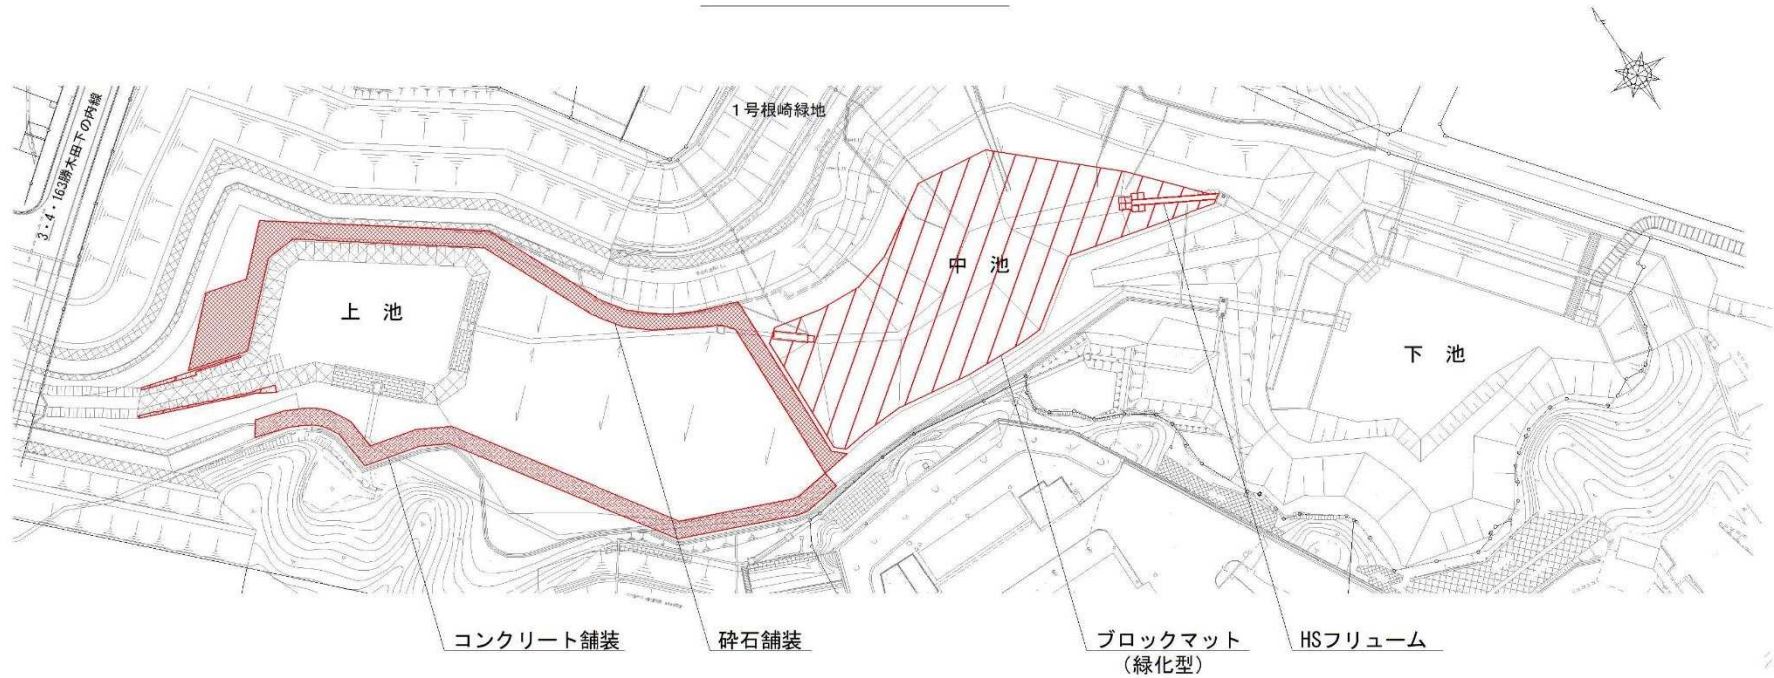 1号根崎緑地
3・4・163勝木田下の内線
中 池
上 池
下 池
コンクリート舗装
砕石舗装
ブロックマット
(緑化型)
HSフリューム